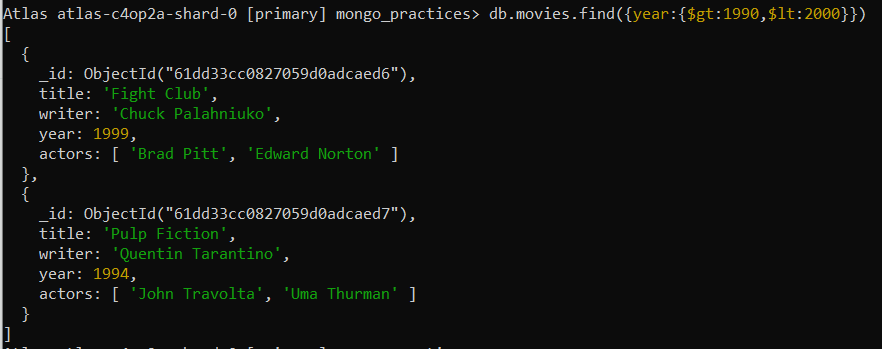 Atlas atlas-c4op2a-shard-0 [primary] mongo_practices> db.movies.find({year:{$gt:1990,$lt:2000}})
[
  {
    _id: ObjectId("61dd33cc0827059d0adcaed6"),
    title: 'Fight Club',
    writer: 'Chuck Palahniuko',
    year: 1999,
    actors: [ 'Brad Pitt', 'Edward Norton' ]
  },
  {
    _id: ObjectId("61dd33cc0827059d0adcaed7"),
    title: 'Pulp Fiction',
    writer: 'Quentin Tarantino',
    year: 1994,
    actors: [ 'John Travolta', 'Uma Thurman' ]
  }
]